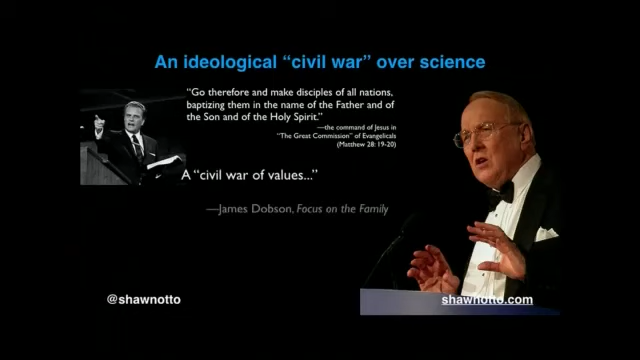 An ideological “civil war” over science
“Go therefore and make disciples of all nations,
baptizing them in the name of the Father and of
the Son and of the Holy Spirit.”
—the command of Jesus in
“The Great Commission” of Evangelicals
(Matthew 28: 19-20)
A “civil war of values...”
—James Dobson, Focus on the Family
@shawnotto
shawnotto.com